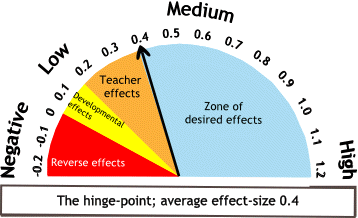 Medium
Low
High
Negative
-0.2
-0.1
0
0.1
0.2
0.3
0.4
0.5
0.6
0.7
0.8
0.9
1.0
1.1
1.2
Teacher
effects
Developmental
effects
Reverse effects
Zone of
desired effects
The hinge-point; average effect-size 0.4